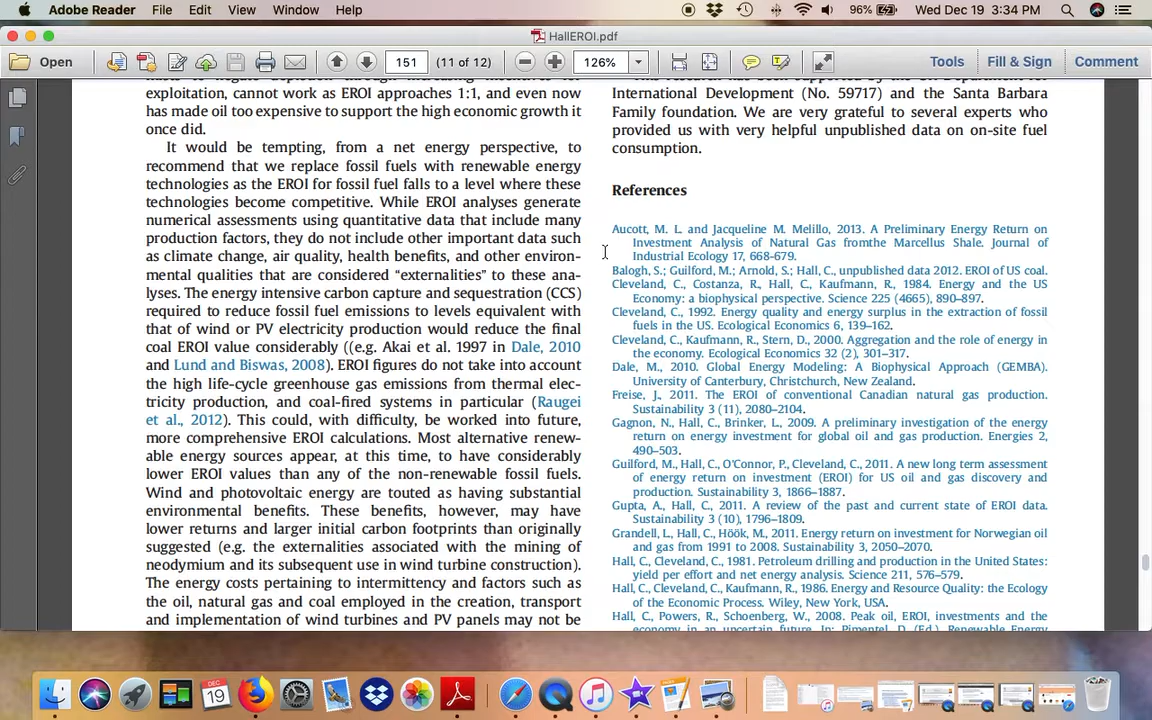 Adobe Reader File Edit View Window Help 96% Wed Dec 19 3:34 PM
HallEROI.pdf
Open 151 (11 of 12) 126% Tools Fill & Sign Comment
exploitation, cannot work as EROI approaches 1:1, and even now
has made oil too expensive to support the high economic growth it
once did.
It would be tempting, from a net energy perspective, to
recommend that we replace fossil fuels with renewable energy
technologies as the EROI for fossil fuel falls to a level where these
technologies become competitive. While EROI analyses generate
numerical assessments using quantitative data that include many
production factors, they do not include other important data such
as climate change, air quality, health benefits, and other environ-
mental qualities that are considered “externalities” to these ana-
lyses. The energy intensive carbon capture and sequestration (CCS)
required to reduce fossil fuel emissions to levels equivalent with
that of wind or PV electricity production would reduce the final
coal EROI value considerably ((e.g. Akai et al. 1997 in Dale, 2010
and Lund and Biswas, 2008). EROI figures do not take into account
the high life-cycle greenhouse gas emissions from thermal elec-
tricity production, and coal-fired systems in particular (Raugei
et al., 2012). This could, with difficulty, be worked into future,
more comprehensive EROI calculations. Most alternative renew-
able energy sources appear, at this time, to have considerably
lower EROI values than any of the non-renewable fossil fuels.
Wind and photovoltaic energy are touted as having substantial
environmental benefits. These benefits, however, may have
lower returns and larger initial carbon footprints than originally
suggested (e.g. the externalities associated with the mining of
neodymium and its subsequent use in wind turbine construction).
The energy costs pertaining to intermittency and factors such as
the oil, natural gas and coal employed in the creation, transport
and implementation of wind turbines and PV panels may not be
International Development (No. 59717) and the Santa Barbara
Family foundation. We are very grateful to several experts who
provided us with very helpful unpublished data on on-site fuel
consumption.
References
Aucott, M. L. and Jacqueline M. Melillo, 2013. A Preliminary Energy Return on
Investment Analysis of Natural Gas fromthe Marcellus Shale. Journal of
Industrial Ecology 17, 668-679.
Balogh, S.; Guilford, M.; Arnold, S.; Hall, C., unpublished data 2012. EROI of US coal.
Cleveland, C., Costanza, R., Hall, C., Kaufmann, R., 1984. Energy and the US
Economy: a biophysical perspective. Science 225 (4665), 890–897.
Cleveland, C., 1992. Energy quality and energy surplus in the extraction of fossil
fuels in the US. Ecological Economics 6, 139–162.
Cleveland, C., Kaufmann, R., Stern, D., 2000. Aggregation and the role of energy in
the economy. Ecological Economics 32 (2), 301–317.
Dale, M., 2010. Global Energy Modeling: A Biophysical Approach (GEMBA).
University of Canterbury, Christchurch, New Zealand.
Freise, J., 2011. The EROI of conventional Canadian natural gas production.
Sustainability 3 (11), 2080–2104.
Gagnon, N., Hall, C., Brinker, L., 2009. A preliminary investigation of the energy
return on energy investment for global oil and gas production. Energies 2,
490–503.
Guilford, M., Hall, C., O’Connor, P., Cleveland, C., 2011. A new long term assessment
of energy return on investment (EROI) for US oil and gas discovery and
production. Sustainability 3, 1866–1887.
Gupta, A., Hall, C., 2011. A review of the past and current state of EROI data.
Sustainability 3 (10), 1796–1809.
Grandell, L., Hall, C., Höök, M., 2011. Energy return on investment for Norwegian oil
and gas from 1991 to 2008. Sustainability 3, 2050–2070.
Hall, C., Cleveland, C., 1981. Petroleum drilling and production in the United States:
yield per effort and net energy analysis. Science 211, 576–579.
Hall, C., Cleveland, C., Kaufmann, R., 1986. Energy and Resource Quality: the Ecology
of the Economic Process. Wiley, New York, USA.
Hall, C., Powers, R., Schoenberg, W., 2008. Peak oil, EROI, investments and the
economy in an uncertain future. In: Pimentel, D. (Ed.), Renewable Energy
DEC
19